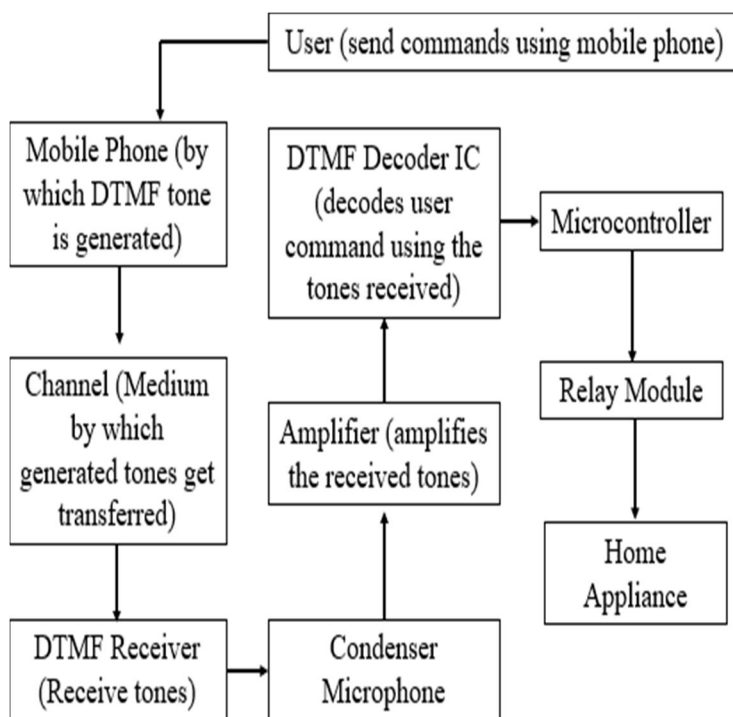 User (send commands using mobile phone)
Mobile Phone (by
which DTMF tone
is generated)
Channel (Medium
by which
generated tones get
transferred)
DTMF Receiver
(Receive tones)
Condenser
Microphone
Amplifier (amplifies
the received tones)
DTMF Decoder IC
(decodes user
command using the
tones received)
Microcontroller
Relay Module
Home
Appliance